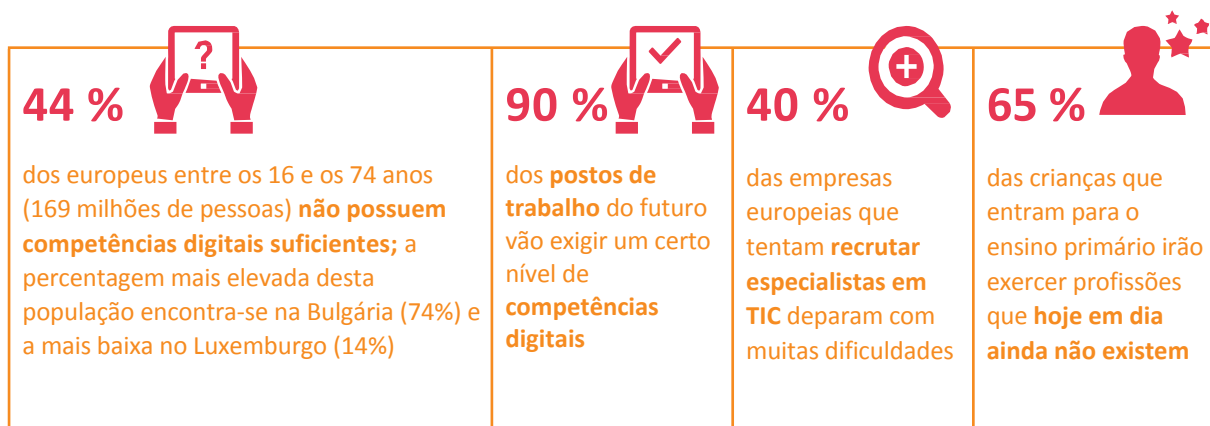 ?
44 %
dos europeus entre os 16 e os 74 anos
(169 milhões de pessoas) não possuem
competências digitais suficientes; a
percentagem mais elevada desta
população encontra-se na Bulgária (74%) e
a mais baixa no Luxemburgo (14%)
90 %
dos postos de
trabalho do futuro
vão exigir um certo
nível de
competências
digitais
40 %
das empresas
europeias que
tentam recrutar
especialistas em
TIC deparam com
muitas dificuldades
65 %
das crianças que
entram para o
ensino primário irão
exercer profissões
que hoje em dia
ainda não existem